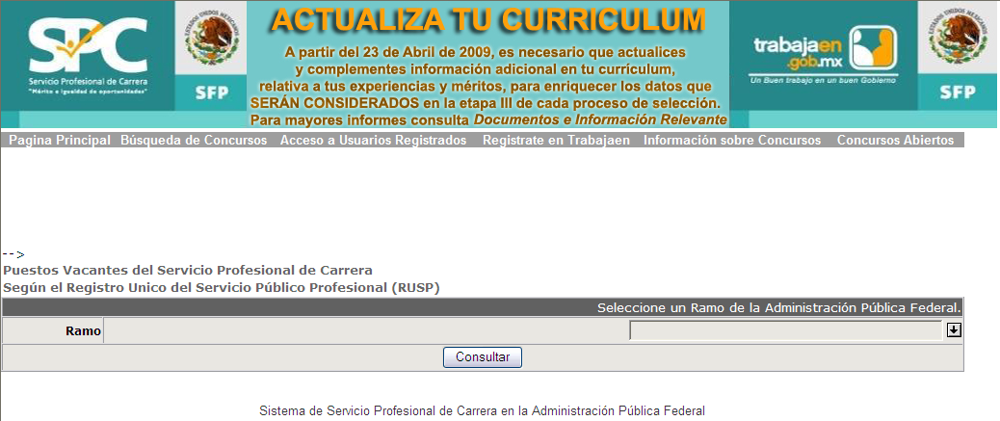 SPC
Servicio Profesional de Carrera
"Mérito e Igualdad de oportunidades"
SFP
ACTUALIZA TU CURRICULUM
A partir del 23 de Abril de 2009, es necesario que actualices
y complementes información adicional en tu currículum,
relativa a tus experiencias y méritos, para enriquecer los datos que
SERÁN CONSIDERADOS en la etapa III de cada proceso de selección.
Para mayores informes consulta Documentos e Información Relevante
trabajaen
.gob.mx
Un Buen trabajo en un buen Gobierno
ESTADOS UNIDOS MEXICANOS
SFP
Pagina Principal Búsqueda de Concursos Acceso a Usuarios Registrados Registrate en Trabajaen Información sobre Concursos Concursos Abiertos
-->
Puestos Vacantes del Servicio Profesional de Carrera
Según el Registro Unico del Servicio Público Profesional (RUSP)
Seleccione un Ramo de la Administración Pública Federal.
Ramo
Consultar
Sistema de Servicio Profesional de Carrera en la Administración Pública Federal